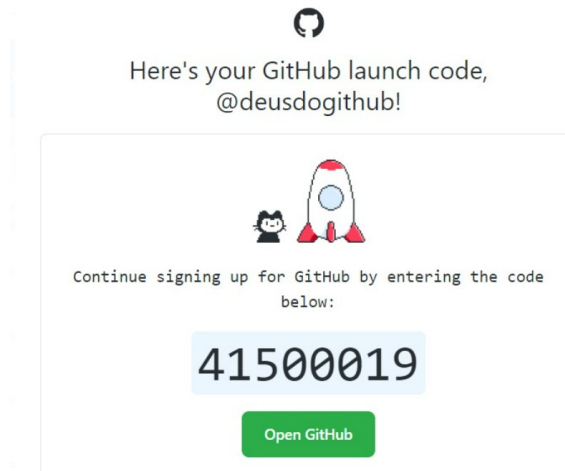 Here's your GitHub launch code,
@deusdogithub!
Continue signing up for GitHub by entering the code
below:
41500019
Open GitHub